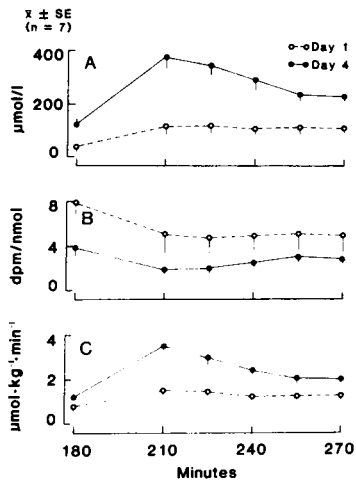 x̄ ± SE
(n = 7)
Day 1
Day 4
A
400
200
0
μmol/l
B
8
4
0
dpm/nmol
C
4
2
0
μmol·kg⁻¹·min⁻¹
180 210 240 270
Minutes